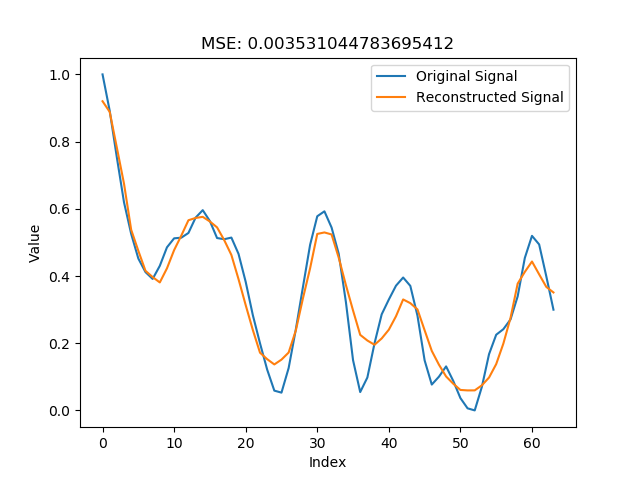 MSE: 0.003531044783695412
Original Signal
Reconstructed Signal
1.0
0.8
0.6
0.4
0.2
0.0
Value
0 10 20 30 40 50 60
Index